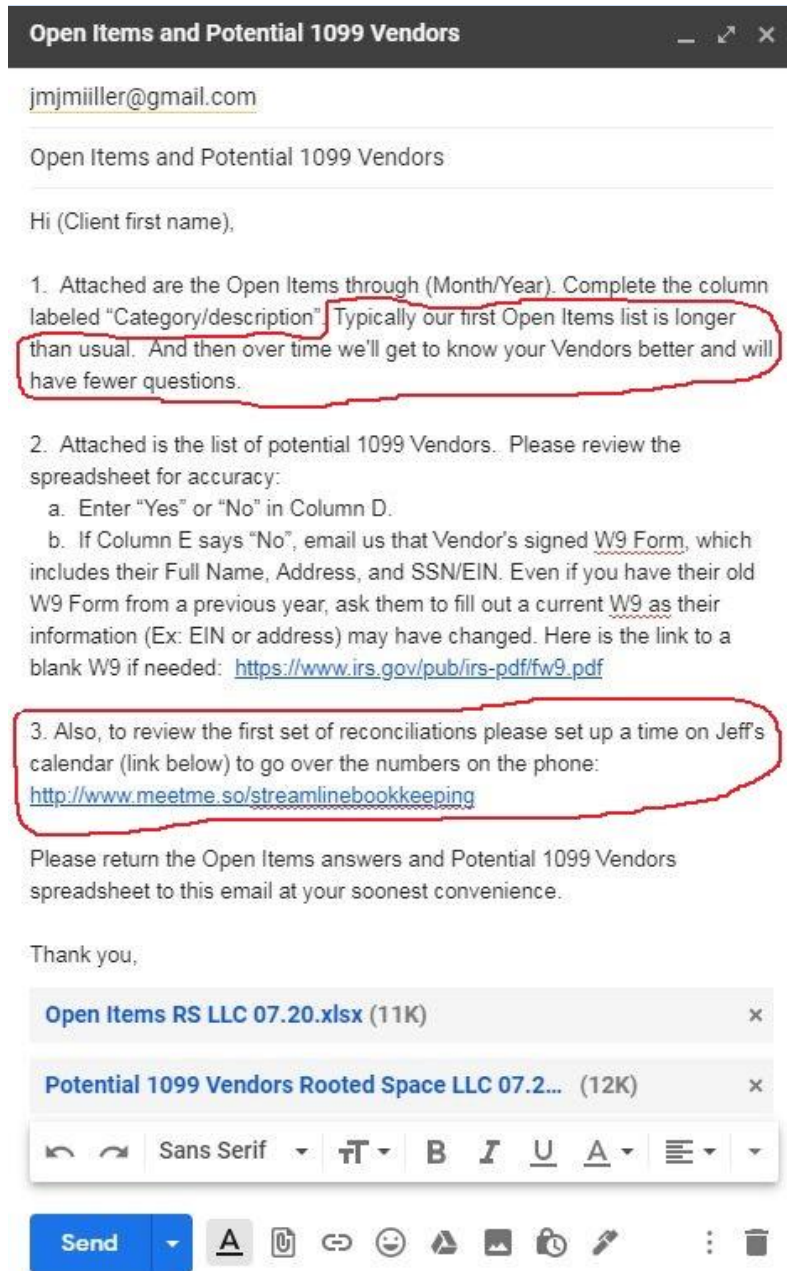 Open Items and Potential 1099 Vendors
jmjmiiller@gmail.com
Open Items and Potential 1099 Vendors
Hi (Client first name),
1.  Attached are the Open Items through (Month/Year). Complete the column
labeled “Category/description”. Typically our first Open Items list is longer
than usual.  And then over time we'll get to know your Vendors better and will
have fewer questions.
2.  Attached is the list of potential 1099 Vendors.  Please review the
spreadsheet for accuracy:
a.  Enter “Yes” or “No” in Column D.
b.  If Column E says “No”, email us that Vendor's signed W9 Form, which
includes their Full Name, Address, and SSN/EIN. Even if you have their old
W9 Form from a previous year, ask them to fill out a current W9 as their
information (Ex: EIN or address) may have changed. Here is the link to a
blank W9 if needed:  https://www.irs.gov/pub/irs-pdf/fw9.pdf
3. Also, to review the first set of reconciliations please set up a time on Jeff's
calendar (link below) to go over the numbers on the phone:
http://www.meetme.so/streamlinebookkeeping
Please return the Open Items answers and Potential 1099 Vendors
spreadsheet to this email at your soonest convenience.
Thank you,
Open Items RS LLC 07.20.xlsx (11K)
Potential 1099 Vendors Rooted Space LLC 07.2… (12K)
Sans Serif TT B I U A
Send A